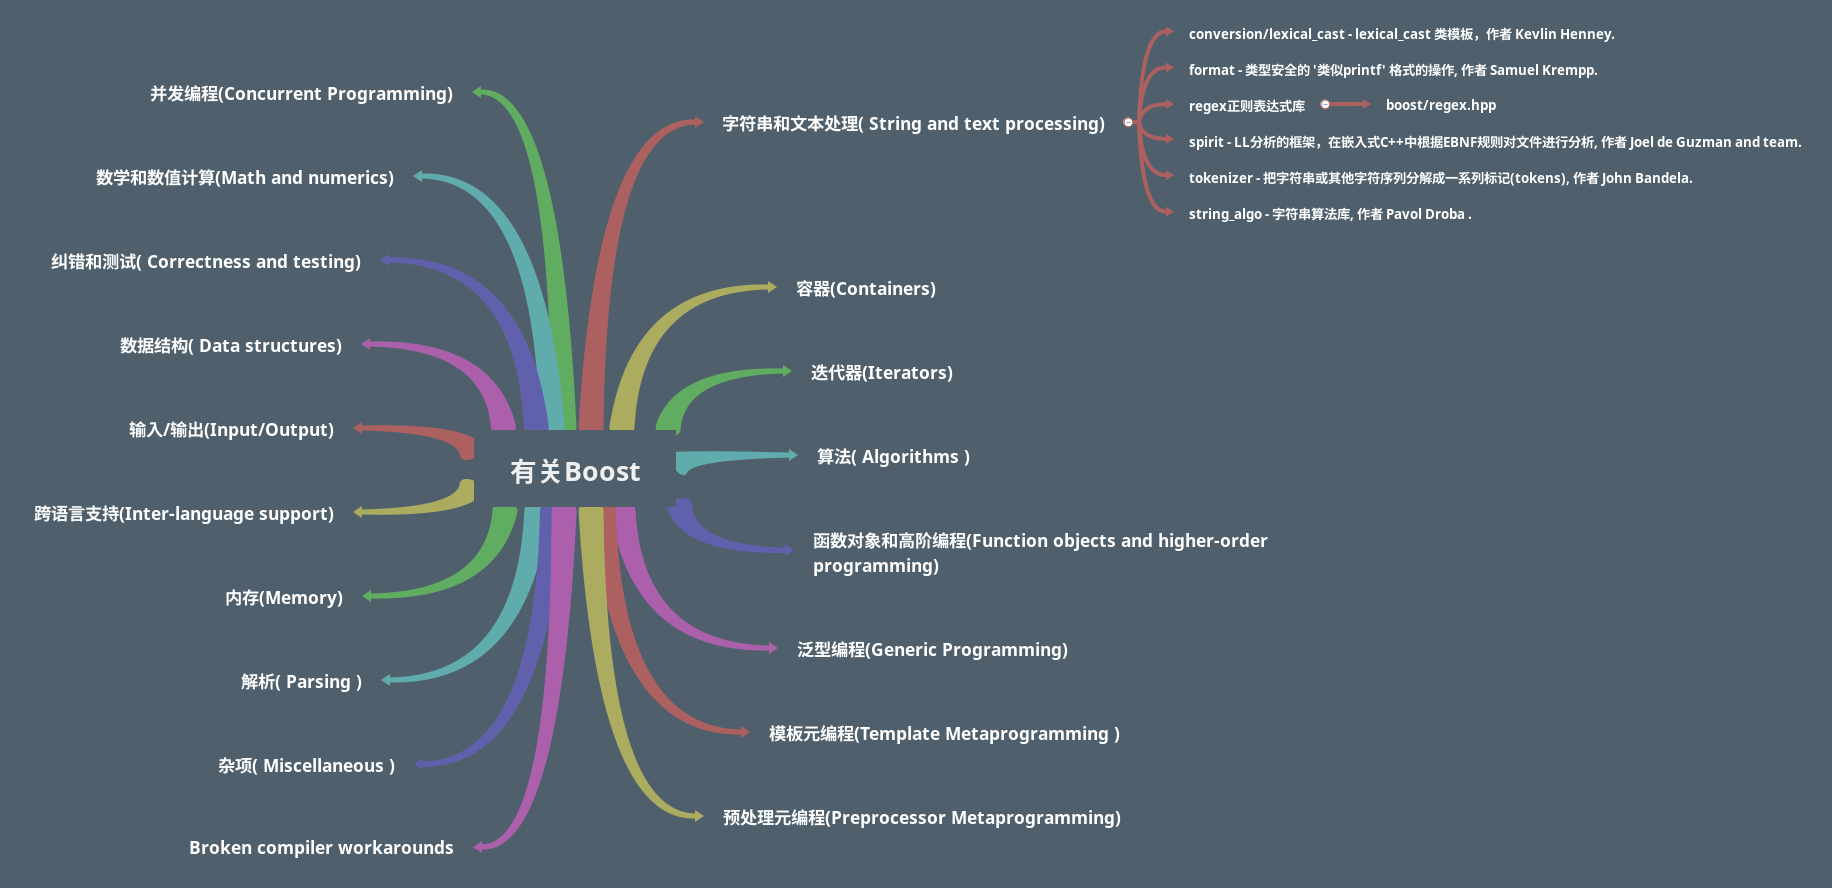 有关Boost
字符串和文本处理( String and text processing)
conversion/lexical_cast - lexical_cast 类模板，作者 Kevlin Henney.
format - 类型安全的 '类似printf' 格式的操作, 作者 Samuel Krempp.
regex正则表达式库
boost/regex.hpp
spirit - LL分析的框架，在嵌入式C++中根据EBNF规则对文件进行分析, 作者 Joel de Guzman and team.
tokenizer - 把字符串或其他字符序列分解成一系列标记(tokens), 作者 John Bandela.
string_algo - 字符串算法库, 作者 Pavol Droba .
容器(Containers)
迭代器(Iterators)
算法( Algorithms )
函数对象和高阶编程(Function objects and higher-order
programming)
泛型编程(Generic Programming)
模板元编程(Template Metaprogramming )
预处理元编程(Preprocessor Metaprogramming)
并发编程(Concurrent Programming)
数学和数值计算(Math and numerics)
纠错和测试( Correctness and testing)
数据结构( Data structures)
输入/输出(Input/Output)
跨语言支持(Inter-language support)
内存(Memory)
解析( Parsing )
杂项( Miscellaneous )
Broken compiler workarounds